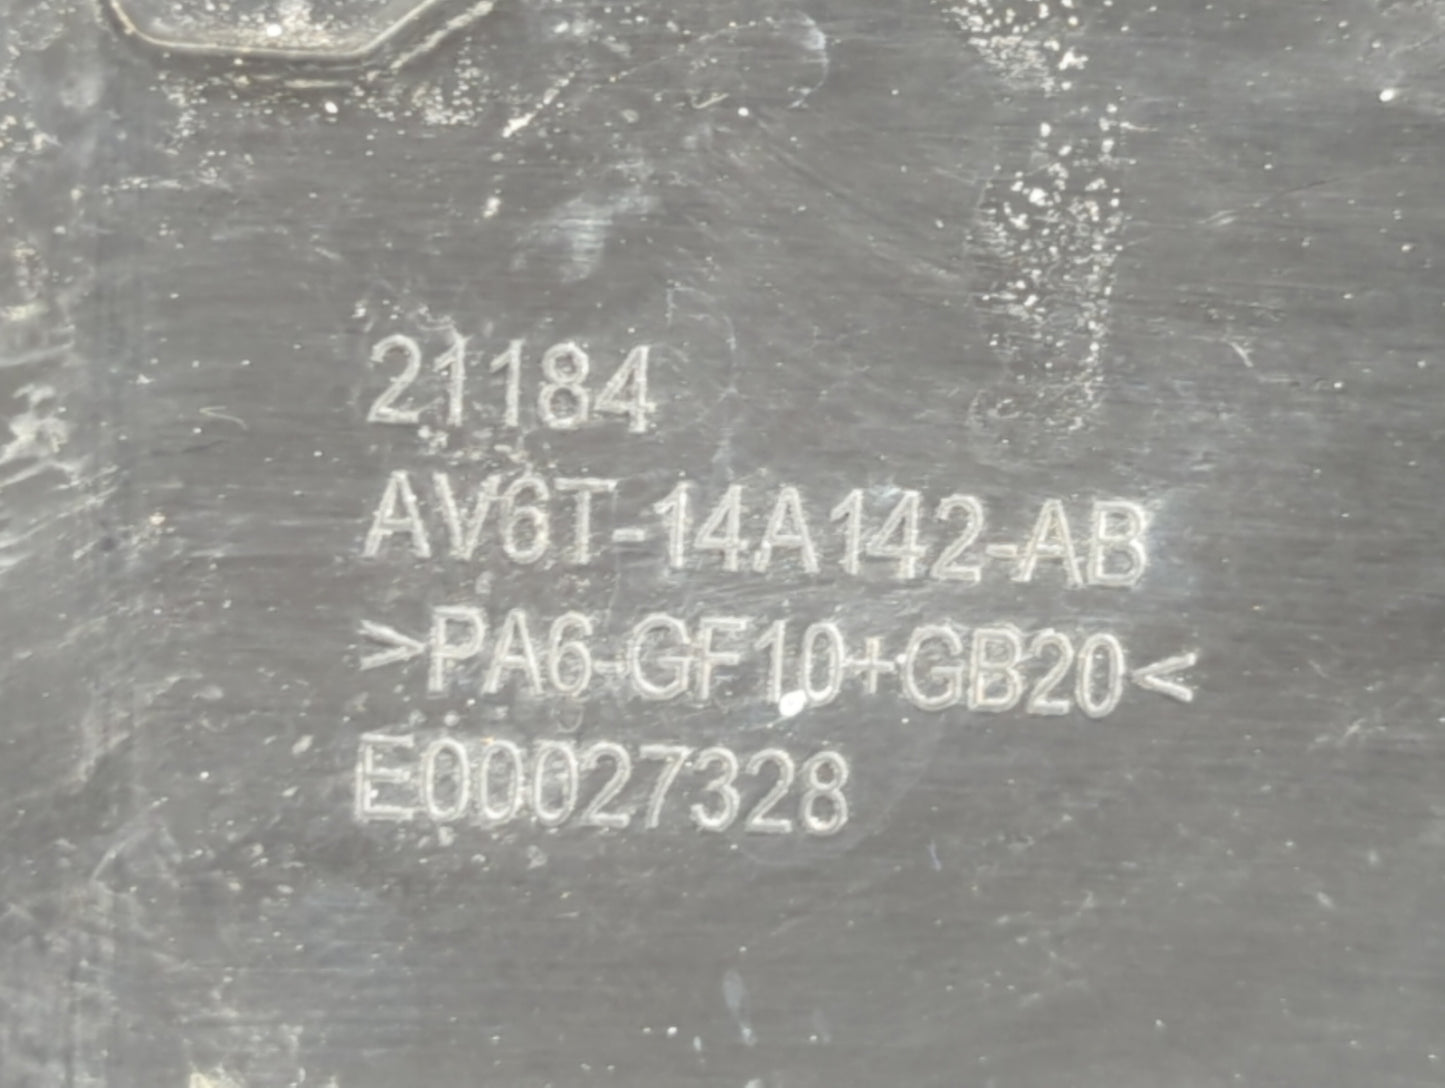 21184
AV6T-14A142-AB
>PA6-GF10+GB20<
E00027328